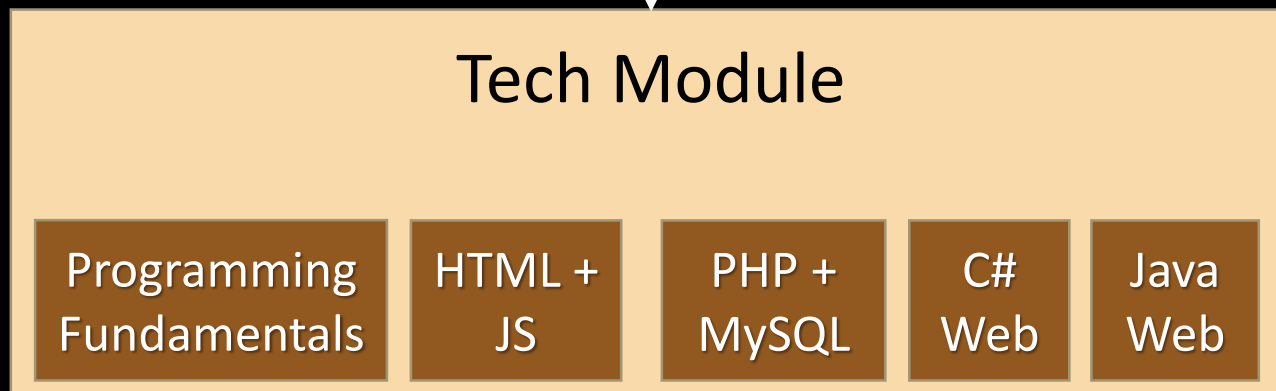 Tech Module
Programming
Fundamentals
HTML +
JS
PHP +
MySQL
C#
Web
Java
Web